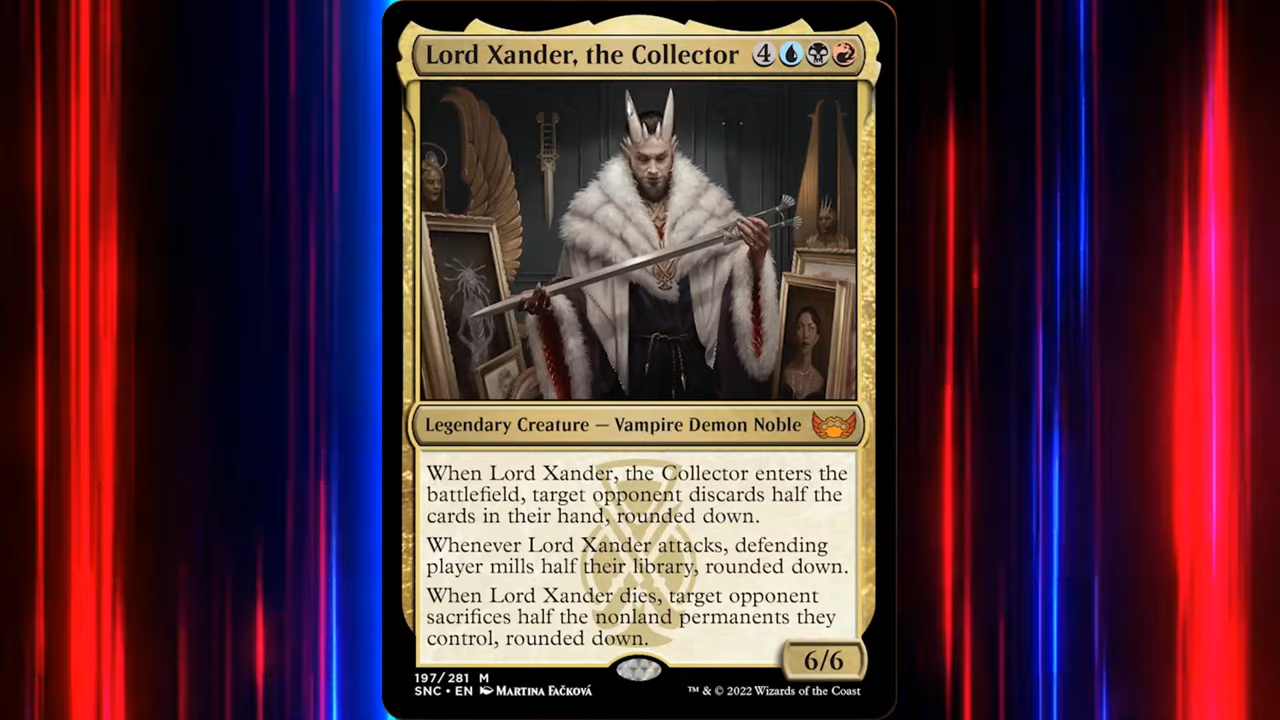 Lord Xander, the Collector 4
Legendary Creature — Vampire Demon Noble
When Lord Xander, the Collector enters the
battlefield, target opponent discards half the
cards in their hand, rounded down.
Whenever Lord Xander attacks, defending
player mills half their library, rounded down.
When Lord Xander dies, target opponent
sacrifices half the nonland permanents they
control, rounded down.
6/6
197/281 M
SNC • EN Martina Fačková
™ & © 2022 Wizards of the Coast